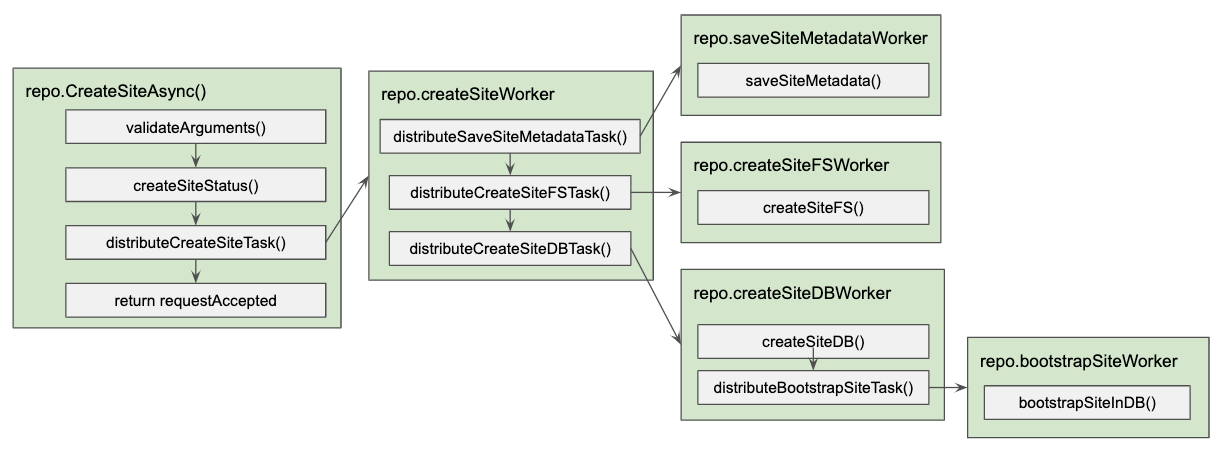 repo.CreateSiteAsync()
validateArguments()
createSiteStatus()
distributeCreateSiteTask()
return requestAccepted
repo.createSiteWorker
distributeSaveSiteMetadataTask()
distributeCreateSiteFSTask()
distributeCreateSiteDBTask()
repo.saveSiteMetadataWorker
saveSiteMetadata()
repo.createSiteFSWorker
createSiteFS()
repo.createSiteDBWorker
createSiteDB()
distributeBootstrapSiteTask()
repo.bootstrapSiteWorker
bootstrapSiteInDB()